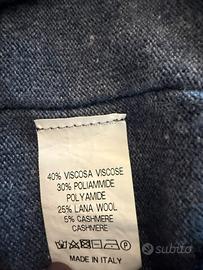 40% VISCOSA VISCOSE
30% POLIAMMIDE
POLYAMIDE
25% LANA WOOL
5% CASHMERE
CASHMERE
P
MADE IN ITALY
subito